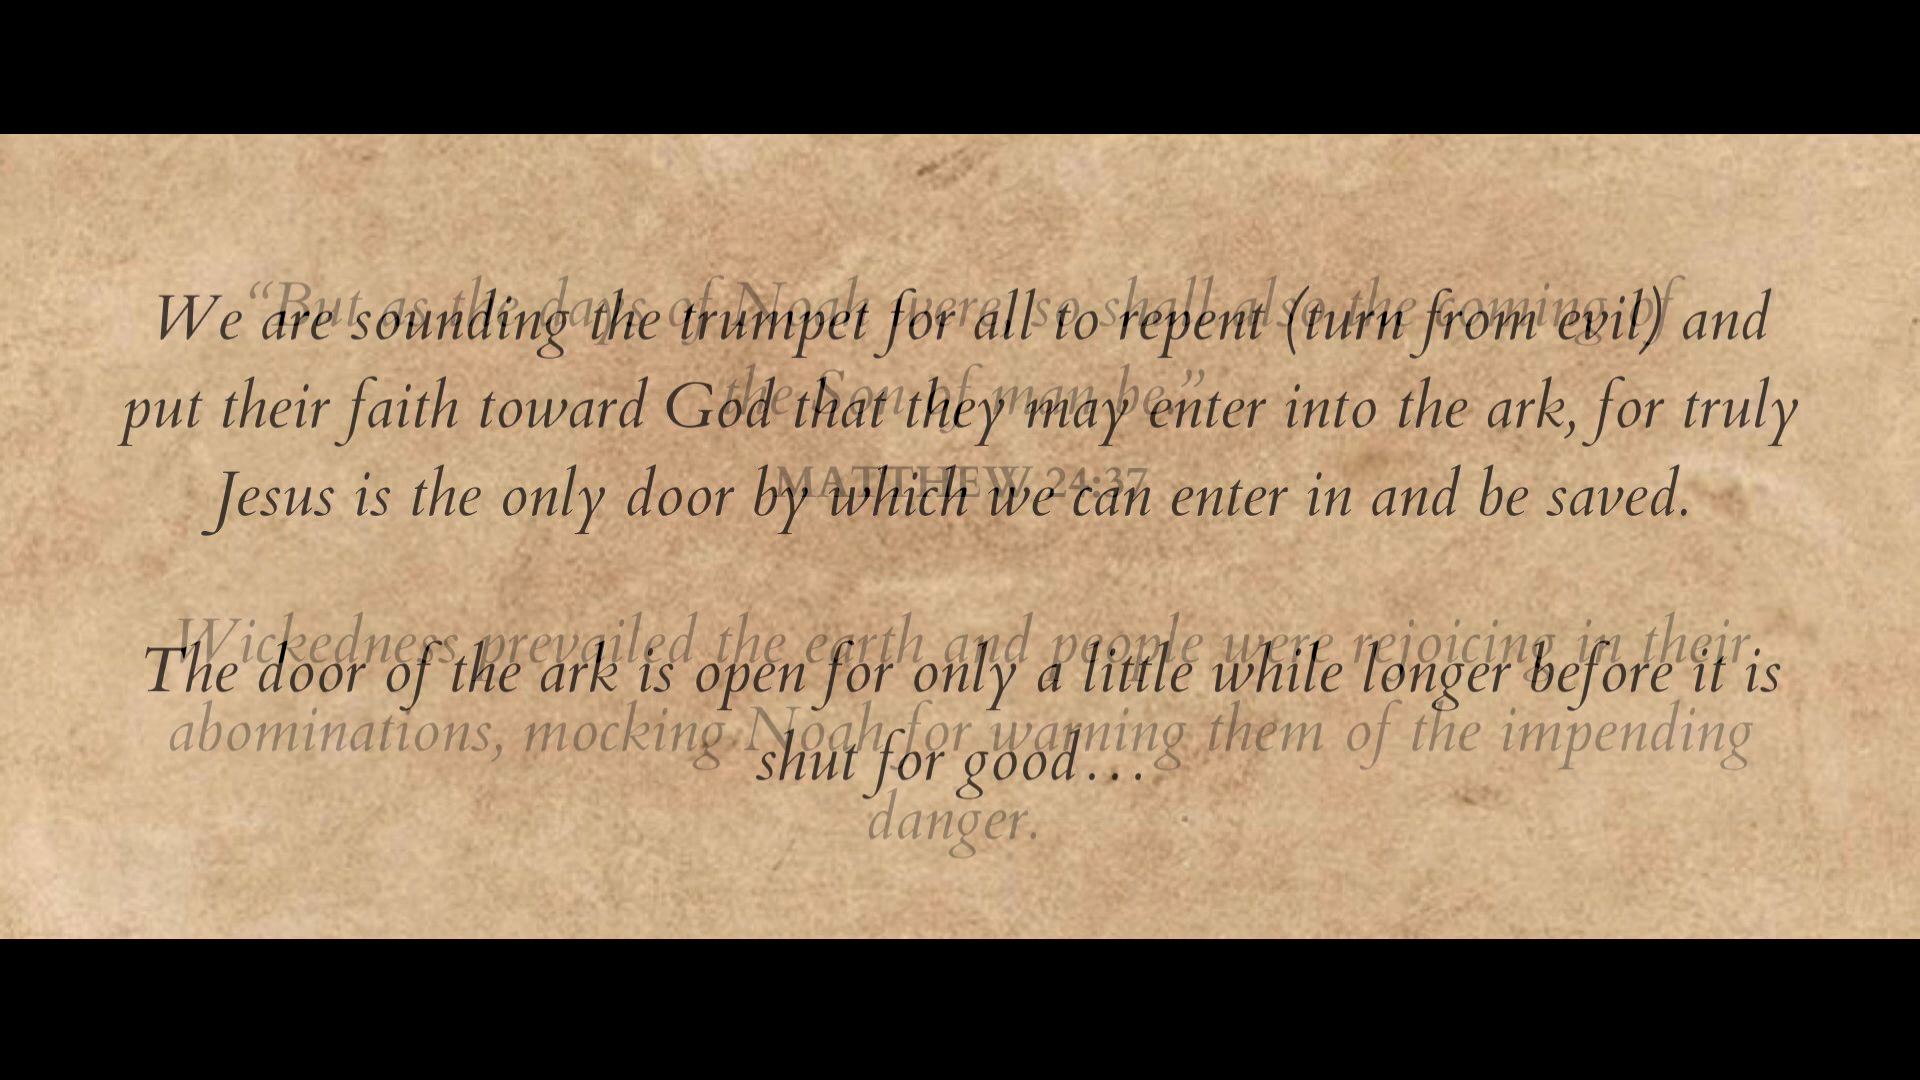 We are sounding the trumpet for all to repent (turn from evil) and
put their faith toward God that they may enter into the ark, for truly
Jesus is the only door by which we can enter in and be saved.
The door of the ark is open for only a little while longer before it is
shut for good...
“But as the days of Noah were, so shall also the coming of
the Son of man be.”
MATTHEW 24:37
Wickedness prevailed the earth and people were rejoicing in their
abominations, mocking Noah for warning them of the impending
danger.